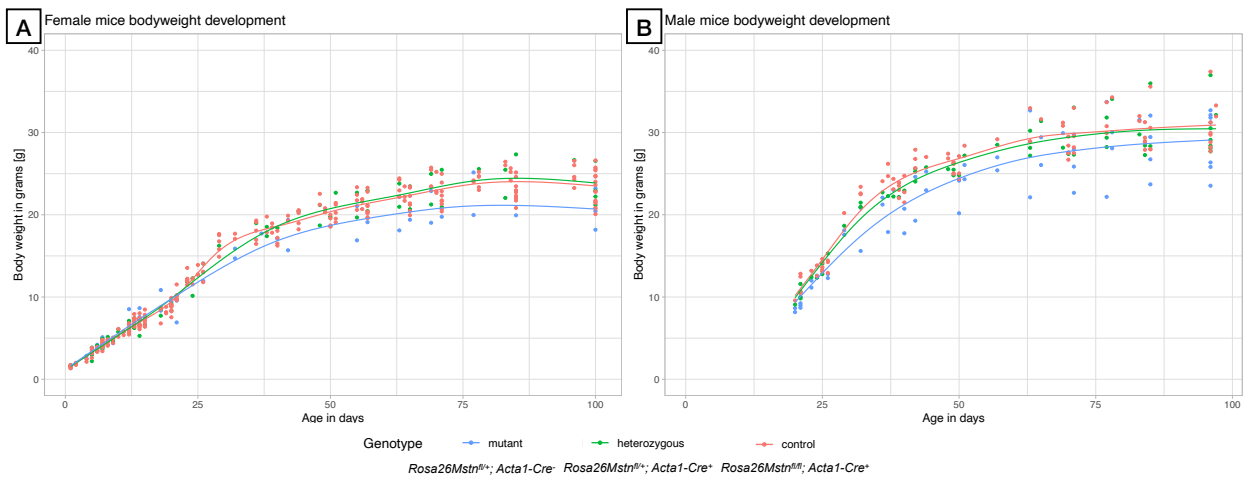 A Female mice bodyweight development
B Male mice bodyweight development
Body weight in grams [g]
40
30
20
10
0
0 25 50 75 100
Age in days
Body weight in grams [g]
40
30
20
10
0
0 25 50 75 100
Age in days
Genotype mutant heterozygous control
Rosa26Mstnfl/+; Acta1-Cre- Rosa26Mstnfl/+; Acta1-Cre+ Rosa26Mstnfl/fl; Acta1-Cre+